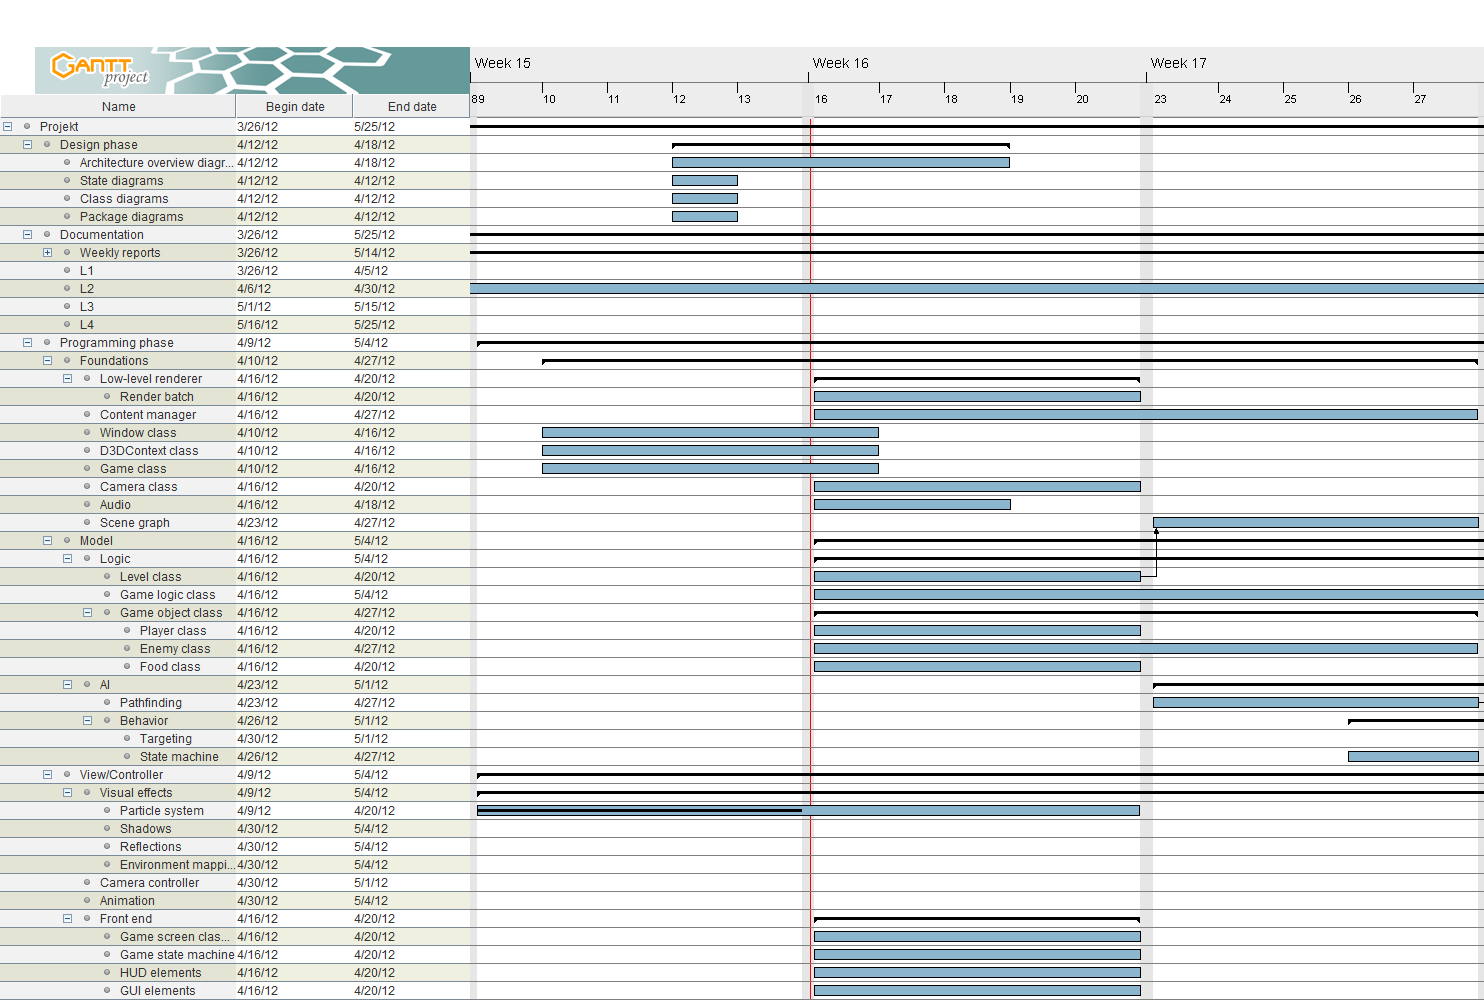 GANTT
project
Week 15 Week 16 Week 17
Name Begin date End date 89 10 11 12 13 16 17 18 19 20 23 24 25 26 27
Projekt 3/26/12 5/25/12
Design phase 4/12/12 4/18/12
Architecture overview diagr... 4/12/12 4/18/12
State diagrams 4/12/12 4/12/12
Class diagrams 4/12/12 4/12/12
Package diagrams 4/12/12 4/12/12
Documentation 3/26/12 5/25/12
Weekly reports 3/26/12 5/14/12
L1 3/26/12 4/5/12
L2 4/6/12 4/30/12
L3 5/1/12 5/15/12
L4 5/16/12 5/25/12
Programming phase 4/9/12 5/4/12
Foundations 4/10/12 4/27/12
Low-level renderer 4/16/12 4/20/12
Render batch 4/16/12 4/20/12
Content manager 4/16/12 4/27/12
Window class 4/10/12 4/16/12
D3DContext class 4/10/12 4/16/12
Game class 4/10/12 4/16/12
Camera class 4/16/12 4/20/12
Audio 4/16/12 4/18/12
Scene graph 4/23/12 4/27/12
Model 4/16/12 5/4/12
Logic 4/16/12 5/4/12
Level class 4/16/12 4/20/12
Game logic class 4/16/12 5/4/12
Game object class 4/16/12 4/27/12
Player class 4/16/12 4/20/12
Enemy class 4/16/12 4/27/12
Food class 4/16/12 4/20/12
AI 4/23/12 5/1/12
Pathfinding 4/23/12 4/27/12
Behavior 4/26/12 5/1/12
Targeting 4/30/12 5/1/12
State machine 4/26/12 4/27/12
View/Controller 4/9/12 5/4/12
Visual effects 4/9/12 5/4/12
Particle system 4/9/12 4/20/12
Shadows 4/30/12 5/4/12
Reflections 4/30/12 5/4/12
Environment mappi... 4/30/12 5/4/12
Camera controller 4/30/12 5/1/12
Animation 4/30/12 5/4/12
Front end 4/16/12 4/20/12
Game screen clas... 4/16/12 4/20/12
Game state machine 4/16/12 4/20/12
HUD elements 4/16/12 4/20/12
GUI elements 4/16/12 4/20/12